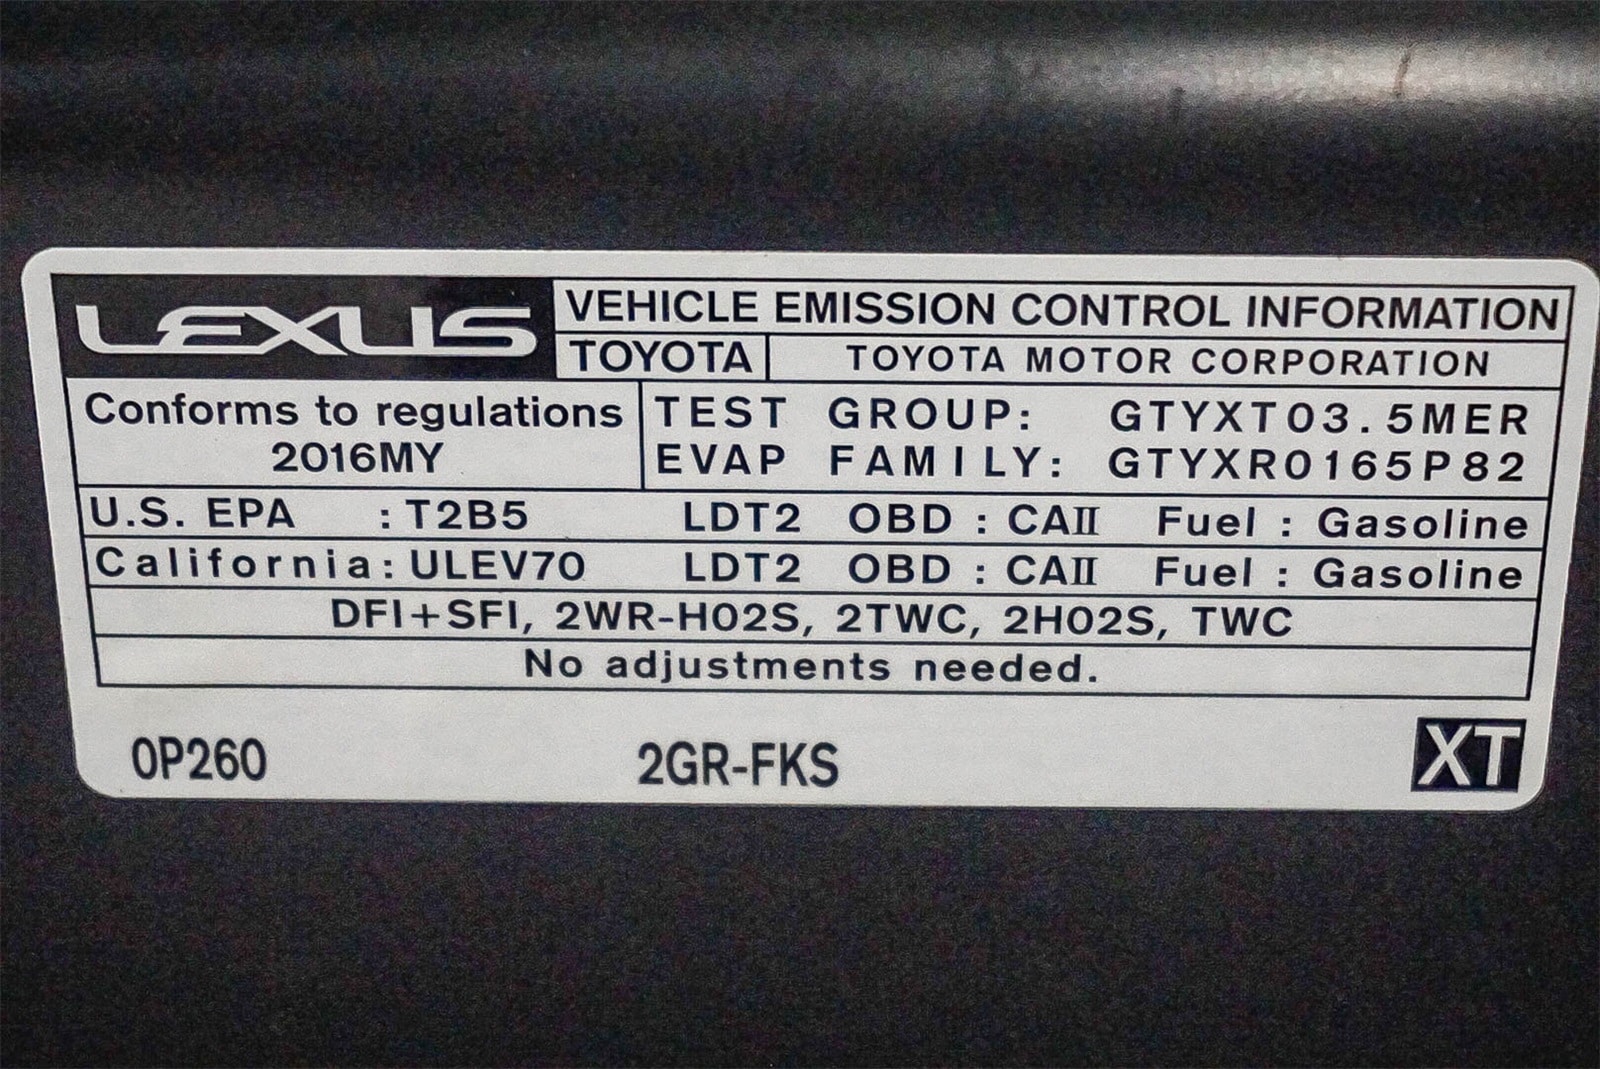 LEXUS VEHICLE EMISSION CONTROL INFORMATION
TOYOTA TOYOTA MOTOR CORPORATION
Conforms to regulations
2016MY
TEST GROUP: GTYXT03.5MER
EVAP FAMILY: GTYXR0165P82
U.S. EPA : T2B5 LDT2 OBD : CAII Fuel : Gasoline
California : ULEV70 LDT2 OBD : CAII Fuel : Gasoline
DFI+SFI, 2WR-HO2S, 2TWC, 2HO2S, TWC
No adjustments needed.
0P260 2GR-FKS XT